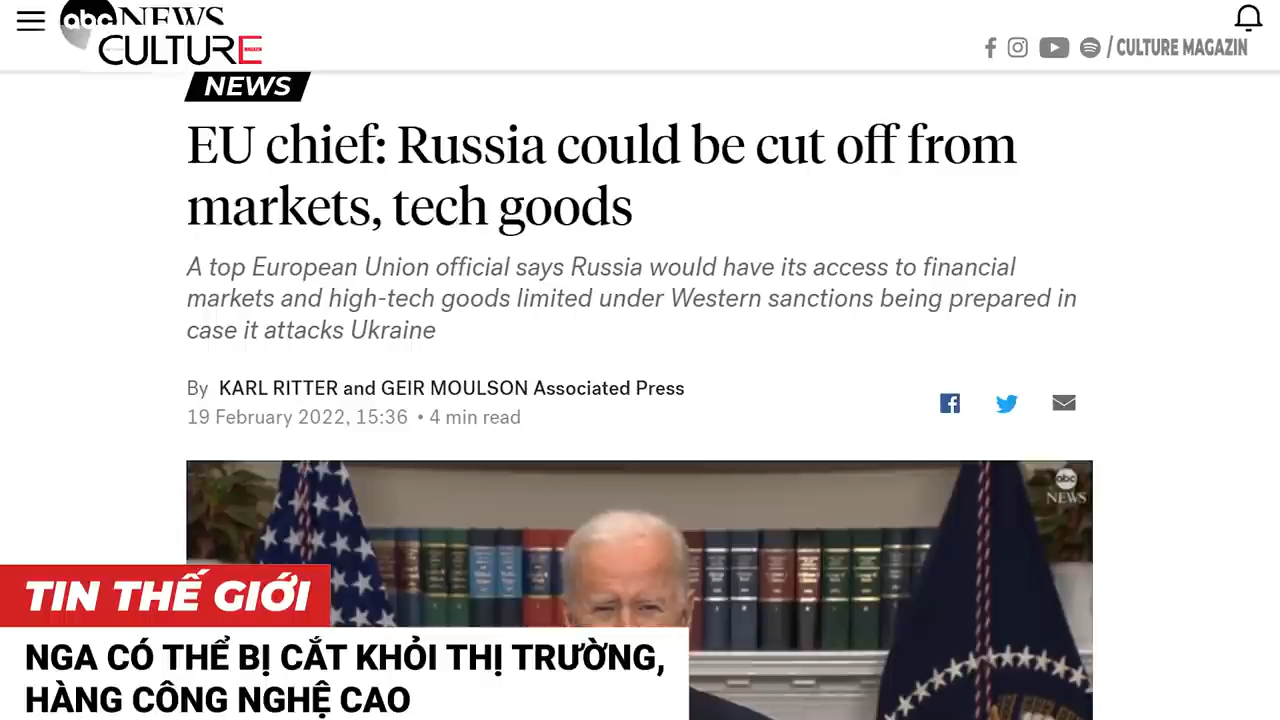 abc NEWS
CULTURE
/ CULTURE MAGAZIN
NEWS
EU chief: Russia could be cut off from
markets, tech goods
A top European Union official says Russia would have its access to financial
markets and high-tech goods limited under Western sanctions being prepared in
case it attacks Ukraine
By KARL RITTER and GEIR MOULSON Associated Press
19 February 2022, 15:36 • 4 min read
abc
NEWS
TIN THẾ GIỚI
NGA CÓ THỂ BỊ CẮT KHỎI THỊ TRƯỜNG,
HÀNG CÔNG NGHỆ CAO